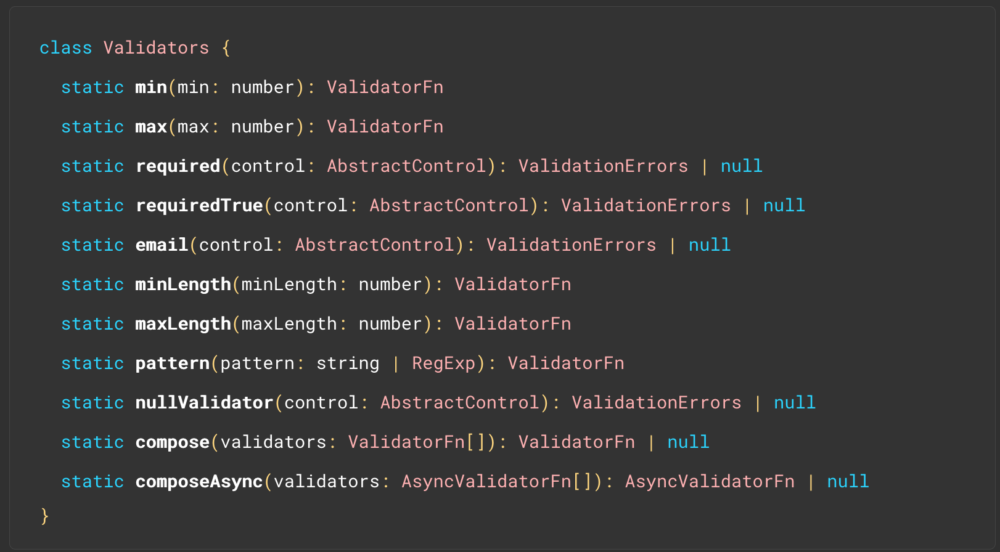 class Validators {
static min(min: number): ValidatorFn
static max(max: number): ValidatorFn
static required(control: AbstractControl): ValidationErrors | null
static requiredTrue(control: AbstractControl): ValidationErrors | null
static email(control: AbstractControl): ValidationErrors | null
static minLength(minLength: number): ValidatorFn
static maxLength(maxLength: number): ValidatorFn
static pattern(pattern: string | RegExp): ValidatorFn
static nullValidator(control: AbstractControl): ValidationErrors | null
static compose(validators: ValidatorFn[]): ValidatorFn | null
static composeAsync(validators: AsyncValidatorFn[]): AsyncValidatorFn | null
}